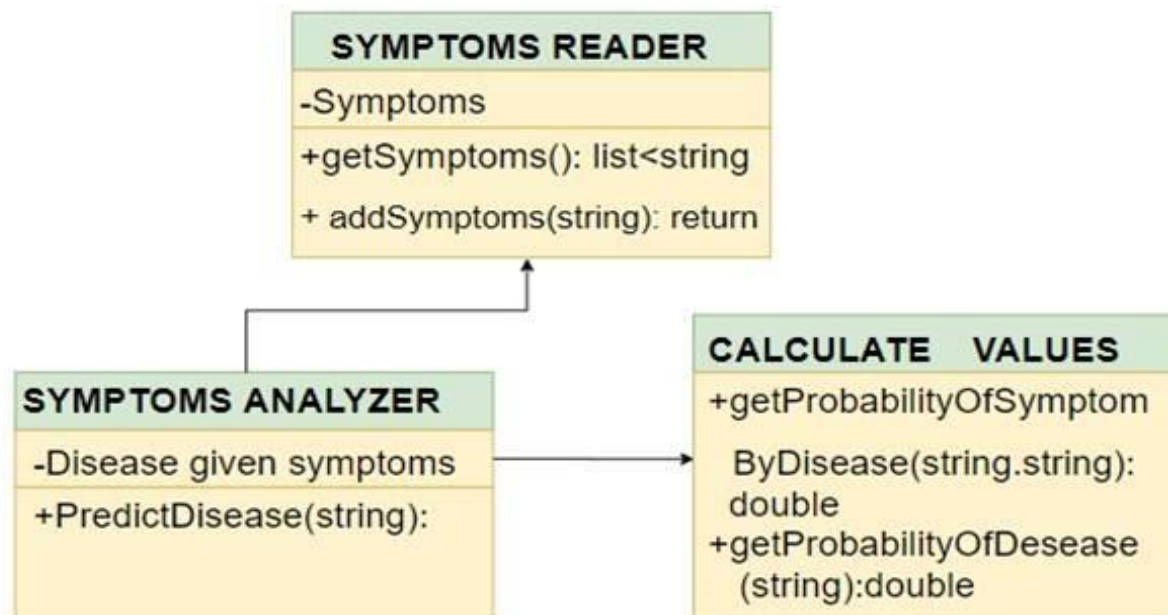 SYMPTOMS READER
-Symptoms
+getSymptoms(): list<string
+ addSymptoms(string): return
SYMPTOMS ANALYZER
-Disease given symptoms
+PredictDisease(string):
CALCULATE VALUES
+getProbabilityOfSymptom
ByDisease(string.string):
double
+getProbabilityOfDesease
(string):double